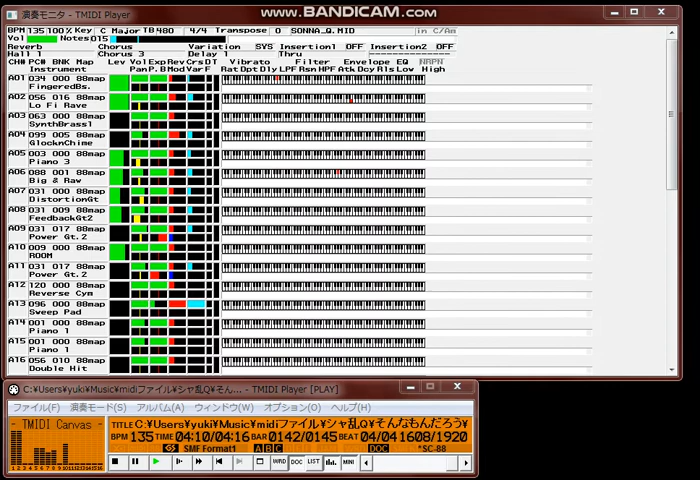 WWW.BANDICAM.COM
演奏モニタ - TMIDI Player
BPM 135 100% Key C Major TB 480 4/4 Transpose 0 SONNA_Q.MID in C/Am
Vol Notes 015
Reverb Chorus Variation SYS Insertion1 OFF Insertion2 OFF
Hall 1 Chorus 3 Delay 1 Thru
CH# PC# BNK Map Lev Vol Exp Rev Crs DT Vibrato Filter Envelope EQ NRPN
Instrument Pan P.B Mod Var F Rat Dpt Dly LPF Rsn HPF Atk Dcy Rls Low High
A01 034 000 88map
FingeredBs.
A02 056 016 88map
Lo Fi Rave
A03 063 000 88map
SynthBrass1
A04 099 005 88map
GlocknChime
A05 003 000 88map
Piano 3
A06 088 001 88map
Big & Raw
A07 031 000 88map
DistortionGt
A08 031 009 88map
FeedbackGt2
A09 031 017 88map
Power Gt.2
A10 009 000 88map
ROOM
A11 031 017 88map
Power Gt.2
A12 120 000 88map
Reverse Cym
A13 096 000 88map
Sweep Pad
A14 001 000 88map
Piano 1
A15 001 000 88map
Piano 1
A16 056 010 88map
Double Hit
C:¥Users¥yuki¥Music¥midiファイル¥シャ乱Q¥そん... - TMIDI Player [PLAY]
ファイル(F) 演奏モード(S) アルバム(A) ウィンドウ(W) オプション(O) ヘルプ(H)
TMIDI Canvas
TITLE C:¥Users¥yuki¥Music¥midiファイル¥シャ乱Q¥そんなもんだろう¥
BPM 135 TIME 04:10/04:16 BAR 0142/0145 BEAT 04/04 1608/1920
SMF Format1 A B C DOC *SC-88
WRD DOC LIST MINI